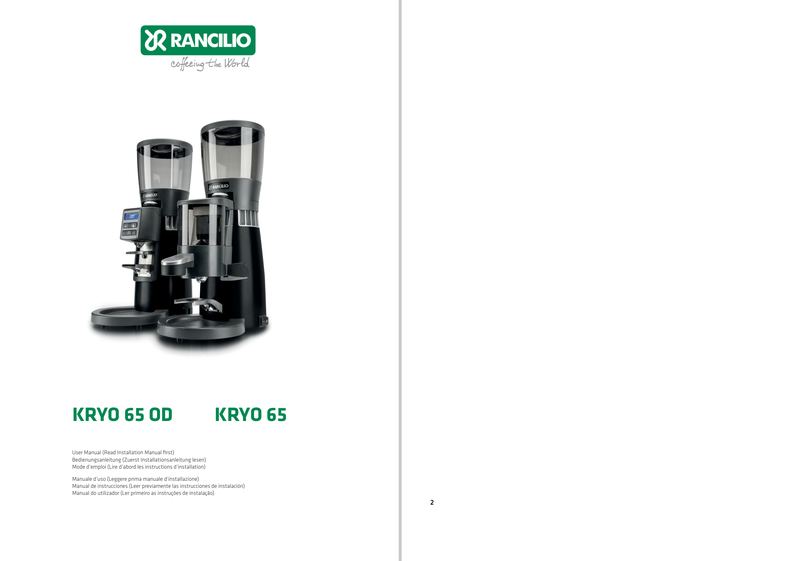 RANCILIO
coffeeing the World
RANCILIO
RANCILIO
KRYO 65 OD
KRYO 65
User Manual (Read Installation Manual first)
Bedienungsanleitung (Zuerst Installationsanleitung lesen)
Mode d'emploi (Lire d'abord les instructions d'installation)
Manuale d'uso (Leggere prima manuale d'installazione)
Manual de instrucciones (Leer previamente las instrucciones de instalación)
Manual do utilizador (Ler primeiro as instruções de instalação)
2